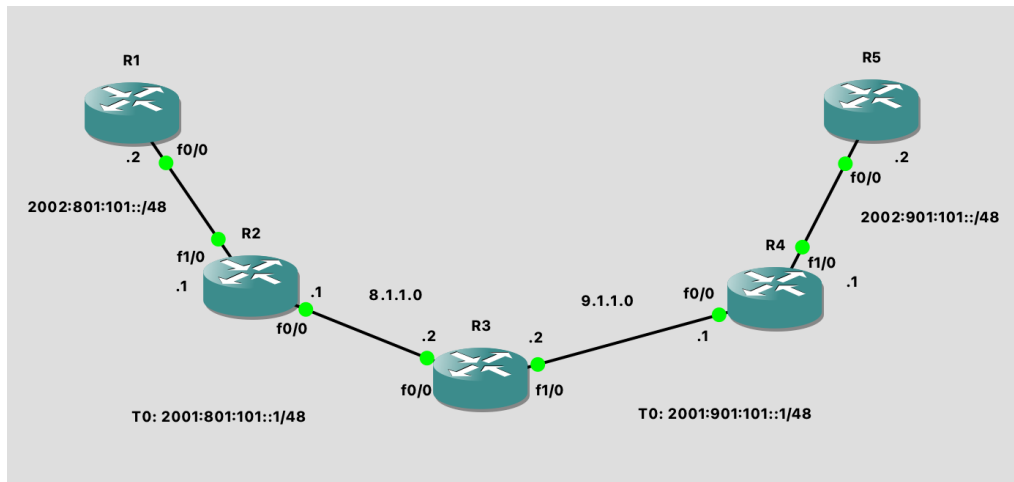 R1
R5
f0/0
.2
.2
f0/0
2002:801:101::/48
2002:901:101::/48
R2
R4
f1/0
f1/0
.1
.1
.1
8.1.1.0
9.1.1.0
f0/0
f0/0
R3
.2
.2
.1
f0/0
f1/0
T0: 2001:801:101::1/48
T0: 2001:901:101::1/48